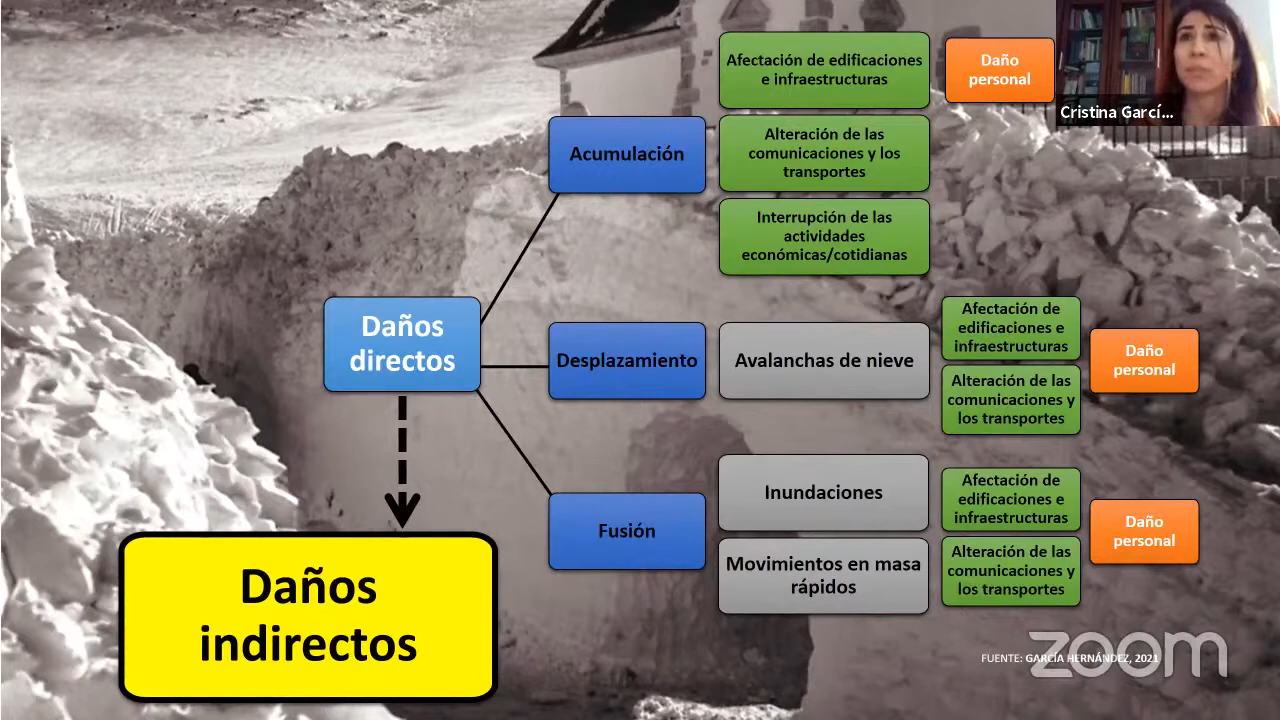 Afectación de edificaciones
e infraestructuras
Daño
personal
Cristina Garcí...
Acumulación
Alteración de las
comunicaciones y los
transportes
Interrupción de las
actividades
económicas/cotidianas
Daños
directos
Desplazamiento
Avalanchas de nieve
Afectación de
edificaciones e
infraestructuras
Alteración de las
comunicaciones y
los transportes
Daño
personal
Fusión
Inundaciones
Movimientos en masa
rápidos
Afectación de
edificaciones e
infraestructuras
Alteración de las
comunicaciones y
los transportes
Daño
personal
Daños
indirectos
FUENTE: GARCÍA HERNÁNDEZ, 2021
zoom